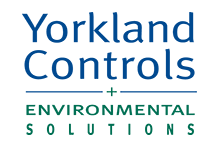 Yorkland
Controls
+
ENVIRONMENTAL
SOLUTIONS